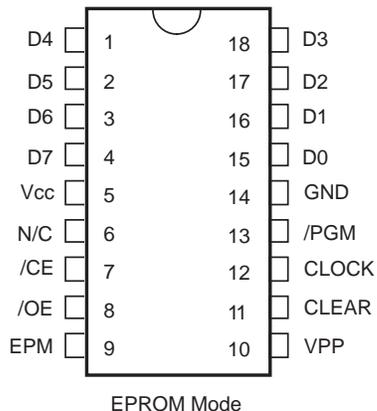 D4 1 18 D3
D5 2 17 D2
D6 3 16 D1
D7 4 15 D0
Vcc 5 14 GND
N/C 6 13 /PGM
/CE 7 12 CLOCK
/OE 8 11 CLEAR
EPM 9 10 VPP
EPROM Mode